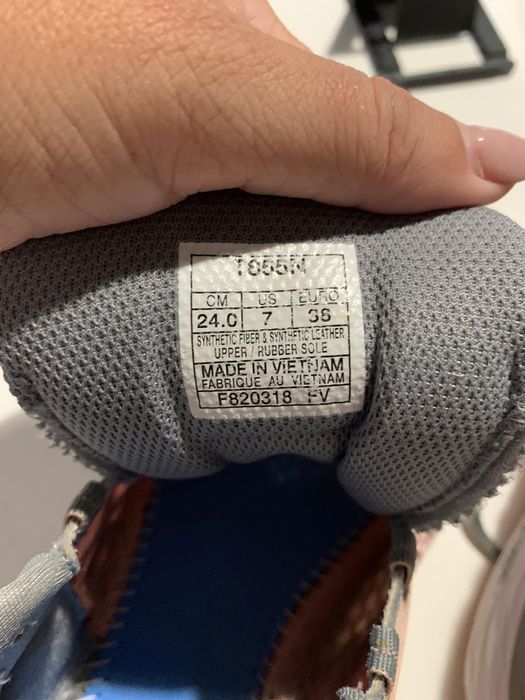 T855N
CM US EURO
24.0 7 38
SYNTHETIC FIBER & SYNTHETIC LEATHER
UPPER / RUBBER SOLE
MADE IN VIETNAM
FABRIQUE AU VIETNAM
F820318 FV